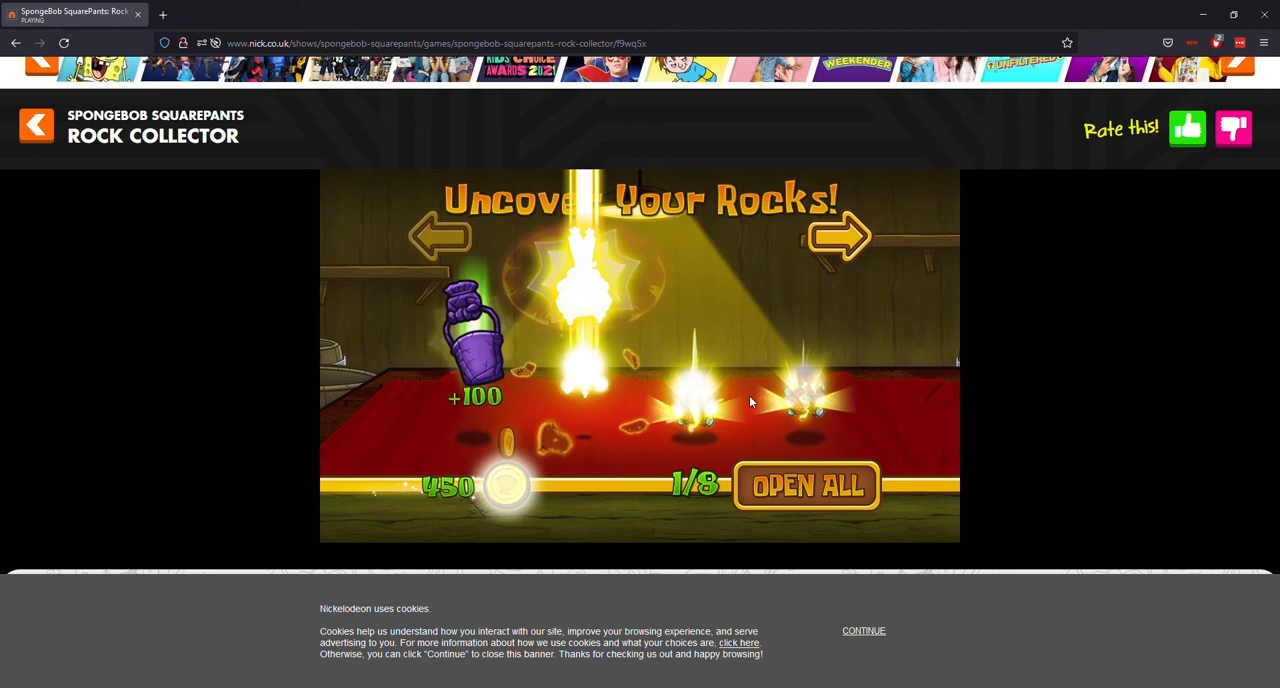 SpongeBob SquarePants: Rock C
PLAYING
www.nick.co.uk/shows/spongebob-squarepants/games/spongebob-squarepants-rock-collector/f9wq5x
2
KIDS CHOICE
AWARDS 2021
WEEKENDER
UNFILTERED
SPONGEBOB SQUAREPANTS
ROCK COLLECTOR
Rate this!
Uncover Your Rocks!
+100
450
1/8
OPEN ALL
Nickelodeon uses cookies.
Cookies help us understand how you interact with our site, improve your browsing experience, and serve
advertising to you. For more information about how we use cookies and what your choices are, click here.
Otherwise, you can click “Continue” to close this banner. Thanks for checking us out and happy browsing!
CONTINUE